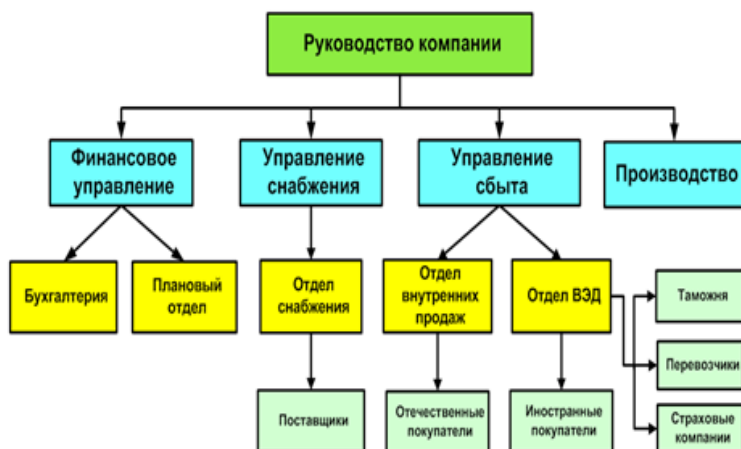 Руководство компании
Финансовое
управление
Управление
снабжения
Управление
сбыта
Производство
Бухгалтерия
Плановый
отдел
Отдел
снабжения
Отдел
внутренних
продаж
Отдел ВЭД
Таможня
Перевозчики
Страховые
компании
Поставщики
Отечественные
покупатели
Иностранные
покупатели